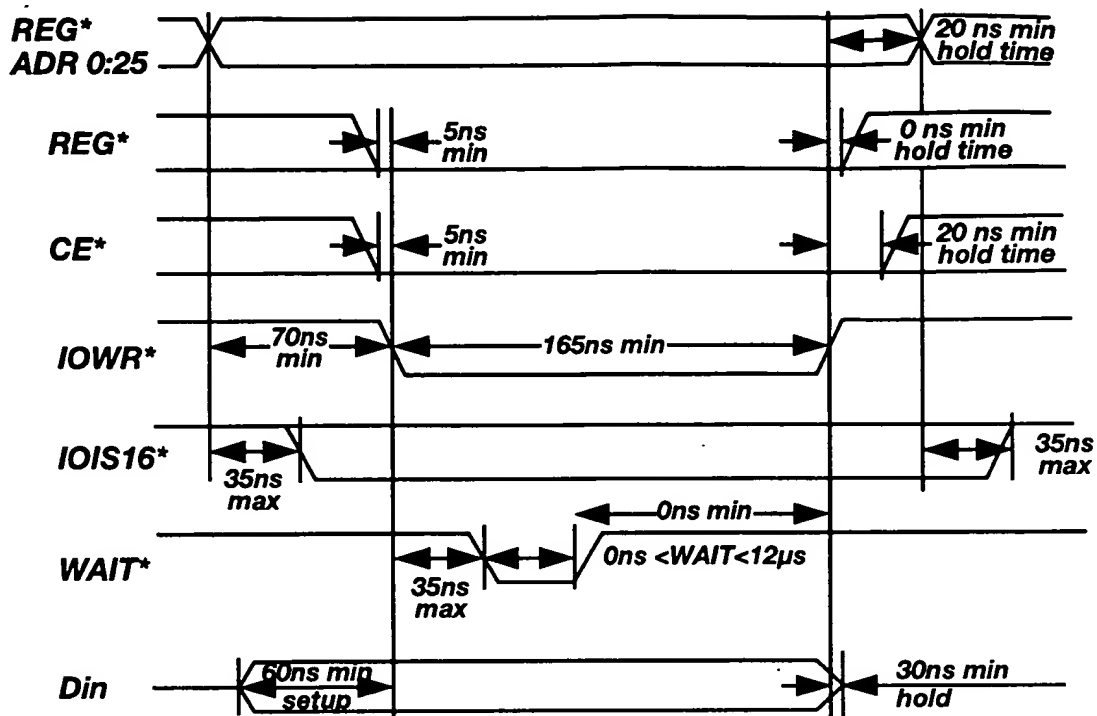 REG*
ADR 0:25
20 ns min
hold time
REG*
5ns
min
0 ns min
hold time
CE*
5ns
min
20 ns min
hold time
IOWR*
70ns
min
165ns min
IOIS16*
35ns
max
35ns
max
WAIT*
35ns
max
0ns min
0ns <WAIT<12µs
Din
60ns min
setup
30ns min
hold